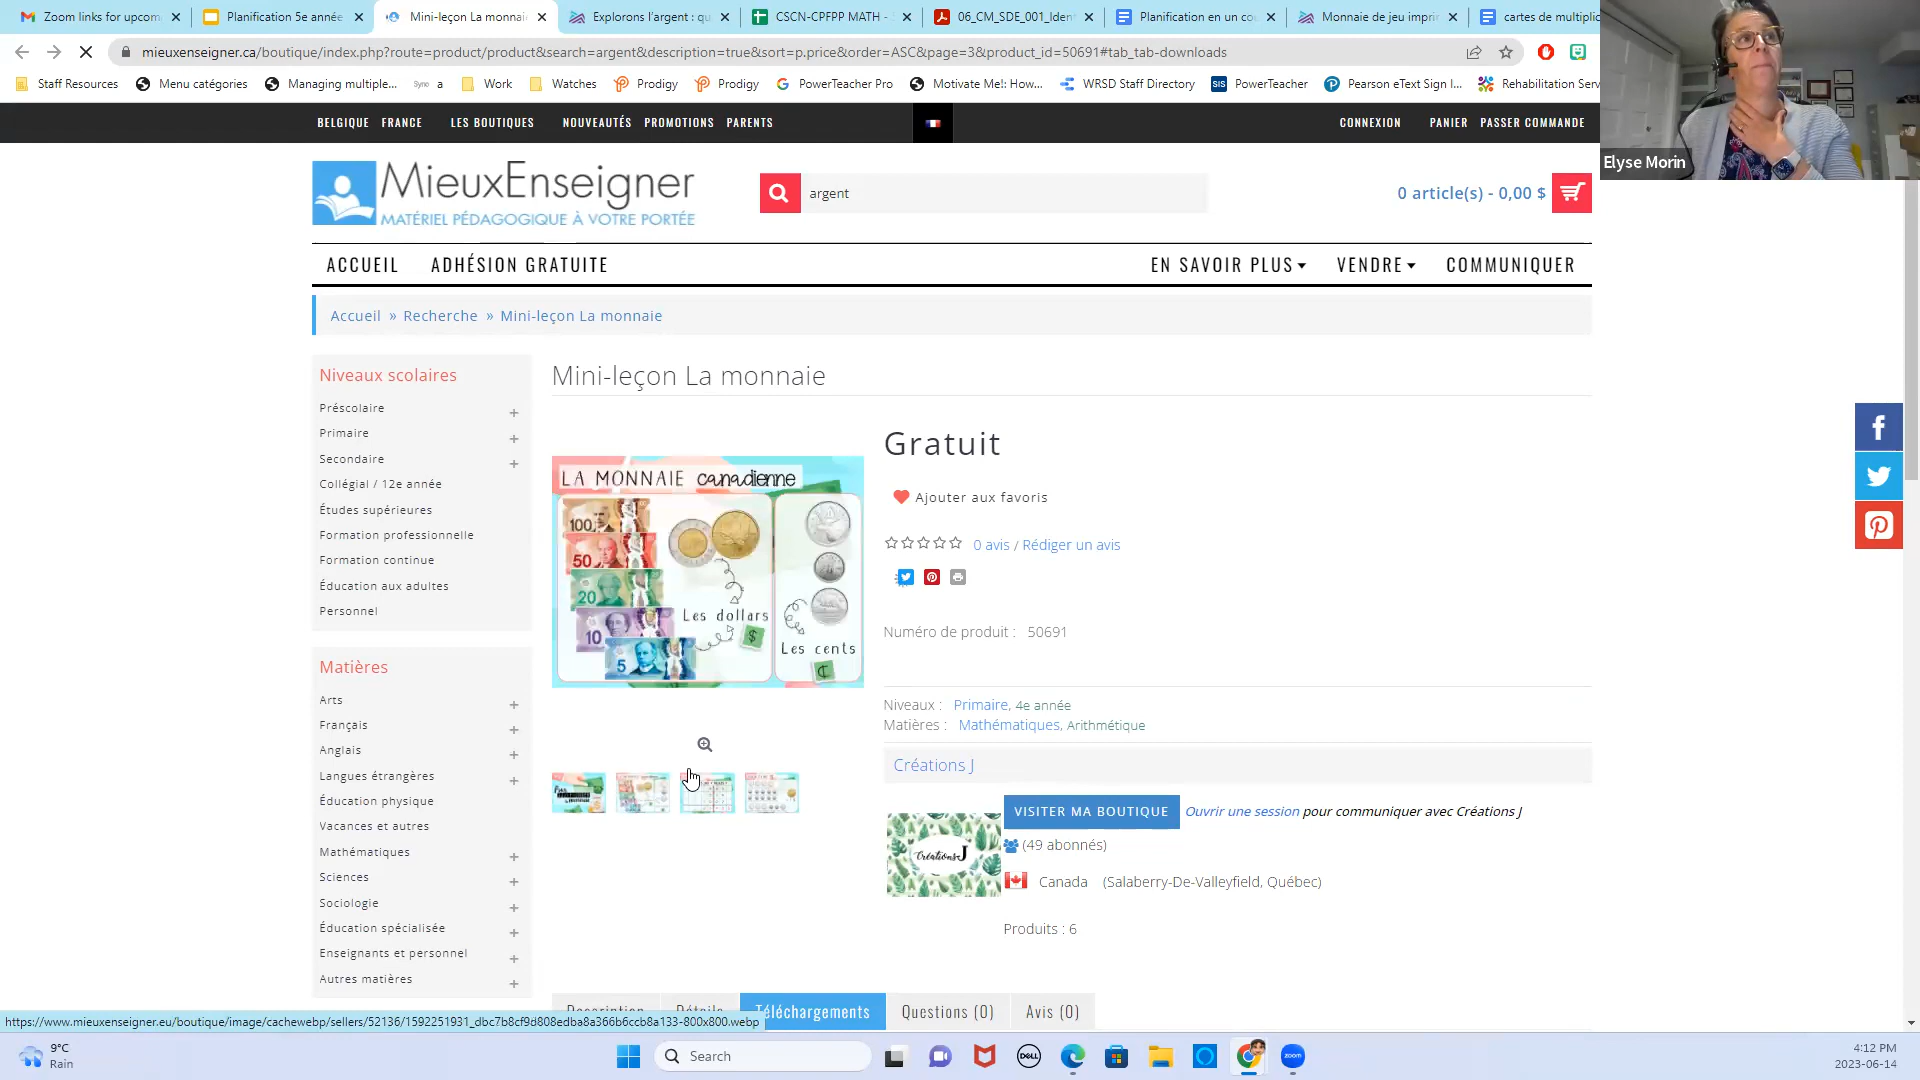 Zoom links for upcom
Planification 5e année
Mini-leçon La monnai
Explorons l'argent : qu
CSCN-CPFPP MATH -
06_CM_SDE_001_Iden
Planification en un co
Monnaie de jeu impri
cartes de multiplic
mieuxenseigner.ca/boutique/index.php?route=product/product&search=argent&description=true&sort=p.price&order=ASC&page=3&product_id=50691#tab_tab-downloads
Staff Resources
Menu catégories
Managing multiple...
Sync
a
Work
Watches
Prodigy
Prodigy
PowerTeacher Pro
Motivate Me!: How...
WRSD Staff Directory
SIS
PowerTeacher
Pearson eText Sign I...
Rehabilitation Serv
BELGIQUE FRANCE LES BOUTIQUES NOUVEAUTÉS PROMOTIONS PARENTS
CONNEXION PANIER PASSER COMMANDE
Elyse Morin
MieuxEnseigner
MATÉRIEL PÉDAGOGIQUE À VOTRE PORTÉE
argent
0 article(s) - 0,00 $
ACCUEIL ADHÉSION GRATUITE
EN SAVOIR PLUS VENDRE COMMUNIQUER
Accueil » Recherche » Mini-leçon La monnaie
Niveaux scolaires
Préscolaire
Primaire
Secondaire
Collégial / 12e année
Études supérieures
Formation professionnelle
Formation continue
Éducation aux adultes
Personnel
Matières
Arts
Français
Anglais
Langues étrangères
Éducation physique
Vacances et autres
Mathématiques
Sciences
Sociologie
Éducation spécialisée
Enseignants et personnel
Autres matières
Mini-leçon La monnaie
LA MONNAIE canadienne
100
50
20
10
5
Les dollars
$
Les cents
¢
Gratuit
Ajouter aux favoris
0 avis / Rédiger un avis
Numéro de produit : 50691
Niveaux : Primaire, 4e année
Matières : Mathématiques, Arithmétique
Créations J
VISITER MA BOUTIQUE Ouvrir une session pour communiquer avec Créations J
Créations J
(49 abonnés)
Canada (Salaberry-De-Valleyfield, Québec)
Produits : 6
Description Détails Téléchargements Questions (0) Avis (0)
https://www.mieuxenseigner.eu/boutique/image/cachewebp/sellers/52136/1592251931_dbc7b8cf9d808edba8a366b6ccb8a133-800x800.webp
9°C
Rain
Search
DELL
zoom
4:12 PM
2023-06-14